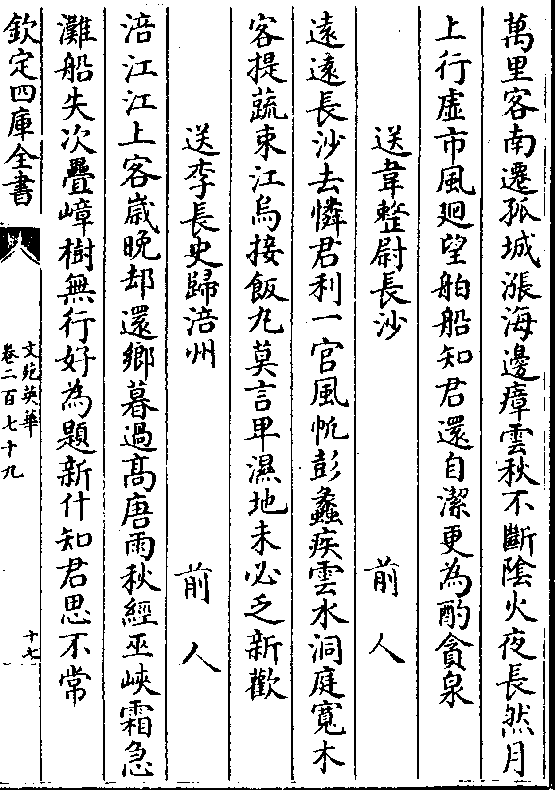 萬里客南遷孤城漲海邊瘴雲秋不斷陰火夜長然月
上行虛市風廻望舶船知君還自潔更為酌貪泉
送韋整尉長沙　前人
遠遠長沙去憐君利一官風帆彭蠡疾雲水洞庭寛木
客提蔬束江烏接飯丸莫言卑濕地未必乏新歡
送李長史歸涪州　前人
涪江江上客嵗晚却還鄉暮過髙唐雨秋經巫峽霜急
灘船失次疊嶂樹無行好為題新什知君思不常
欽定四庫全書
文苑英華
卷二百七十九
十七